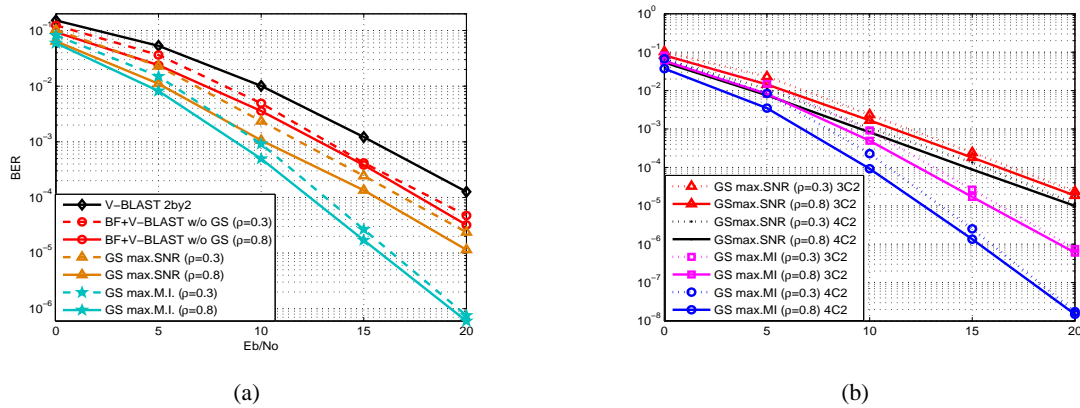 10⁻¹
10⁻²
10⁻³
10⁻⁴
10⁻⁵
10⁻⁶
BER
V−BLAST 2by2
BF+V−BLAST w/o GS (ρ=0.3)
BF+V−BLAST w/o GS (ρ=0.8)
GS max.SNR (ρ=0.3)
GS max.SNR (ρ=0.8)
GS max.M.I. (ρ=0.3)
GS max.M.I. (ρ=0.8)
0 5 10 15 20
Eb/No
(a)
10⁰
10⁻¹
10⁻²
10⁻³
10⁻⁴
10⁻⁵
10⁻⁶
10⁻⁷
10⁻⁸
GS max.SNR (ρ=0.3) 3C2
GSmax.SNR (ρ=0.8) 3C2
GSmax.SNR (ρ=0.3) 4C2
GSmax.SNR (ρ=0.8) 4C2
GS max.MI (ρ=0.3) 3C2
GS max.MI (ρ=0.8) 3C2
GS max.MI (ρ=0.3) 4C2
GS max.MI (ρ=0.8) 4C2
0 5 10 15 20
(b)